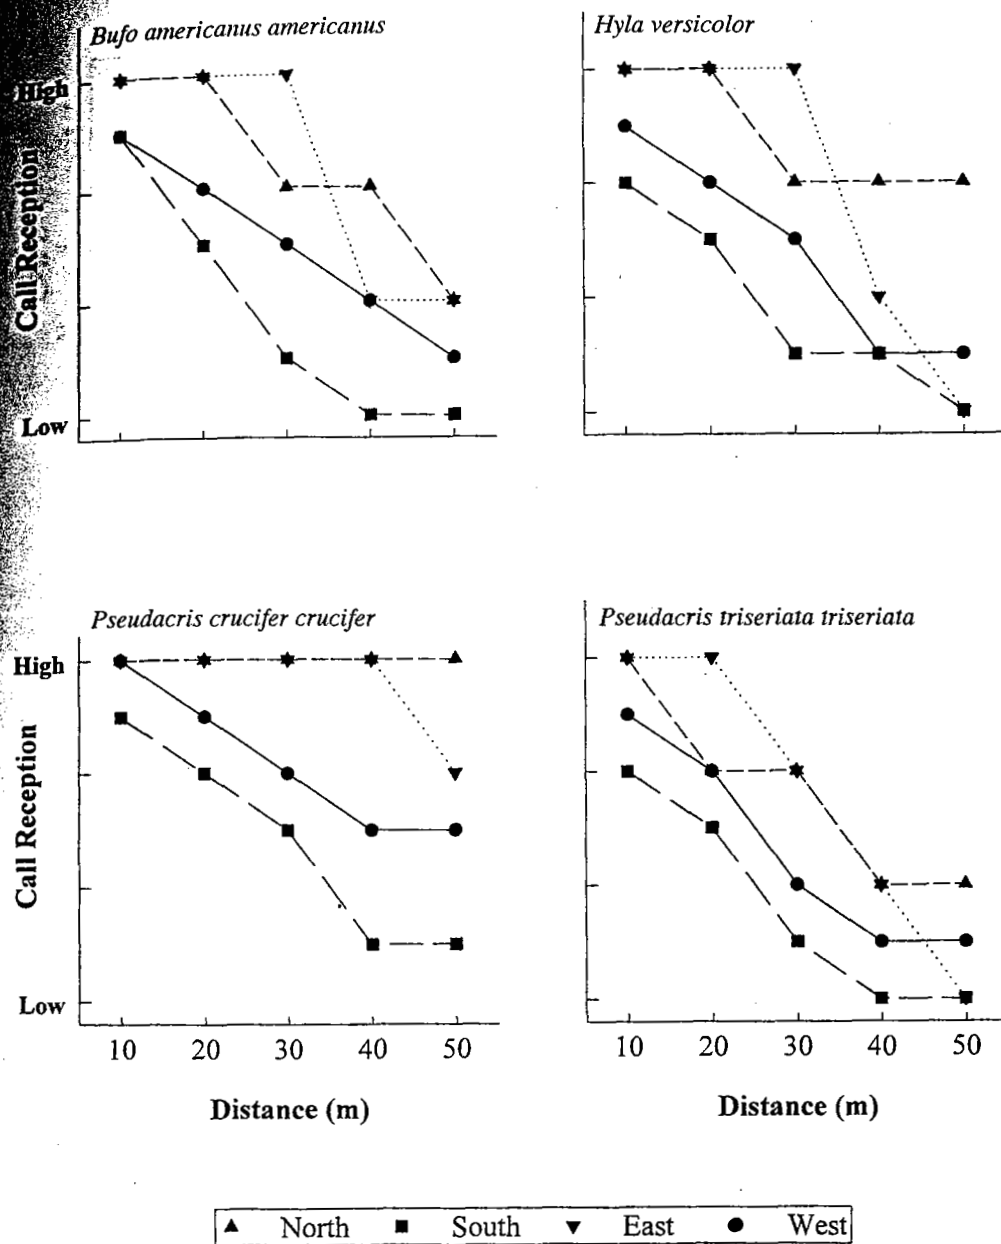 Bufo americanus americanus
Hyla versicolor
High
Call Reception
Low
Pseudacris crucifer crucifer
Pseudacris triseriata triseriata
High
Call Reception
Low
10 20 30 40 50
10 20 30 40 50
Distance (m)
Distance (m)
North South East West